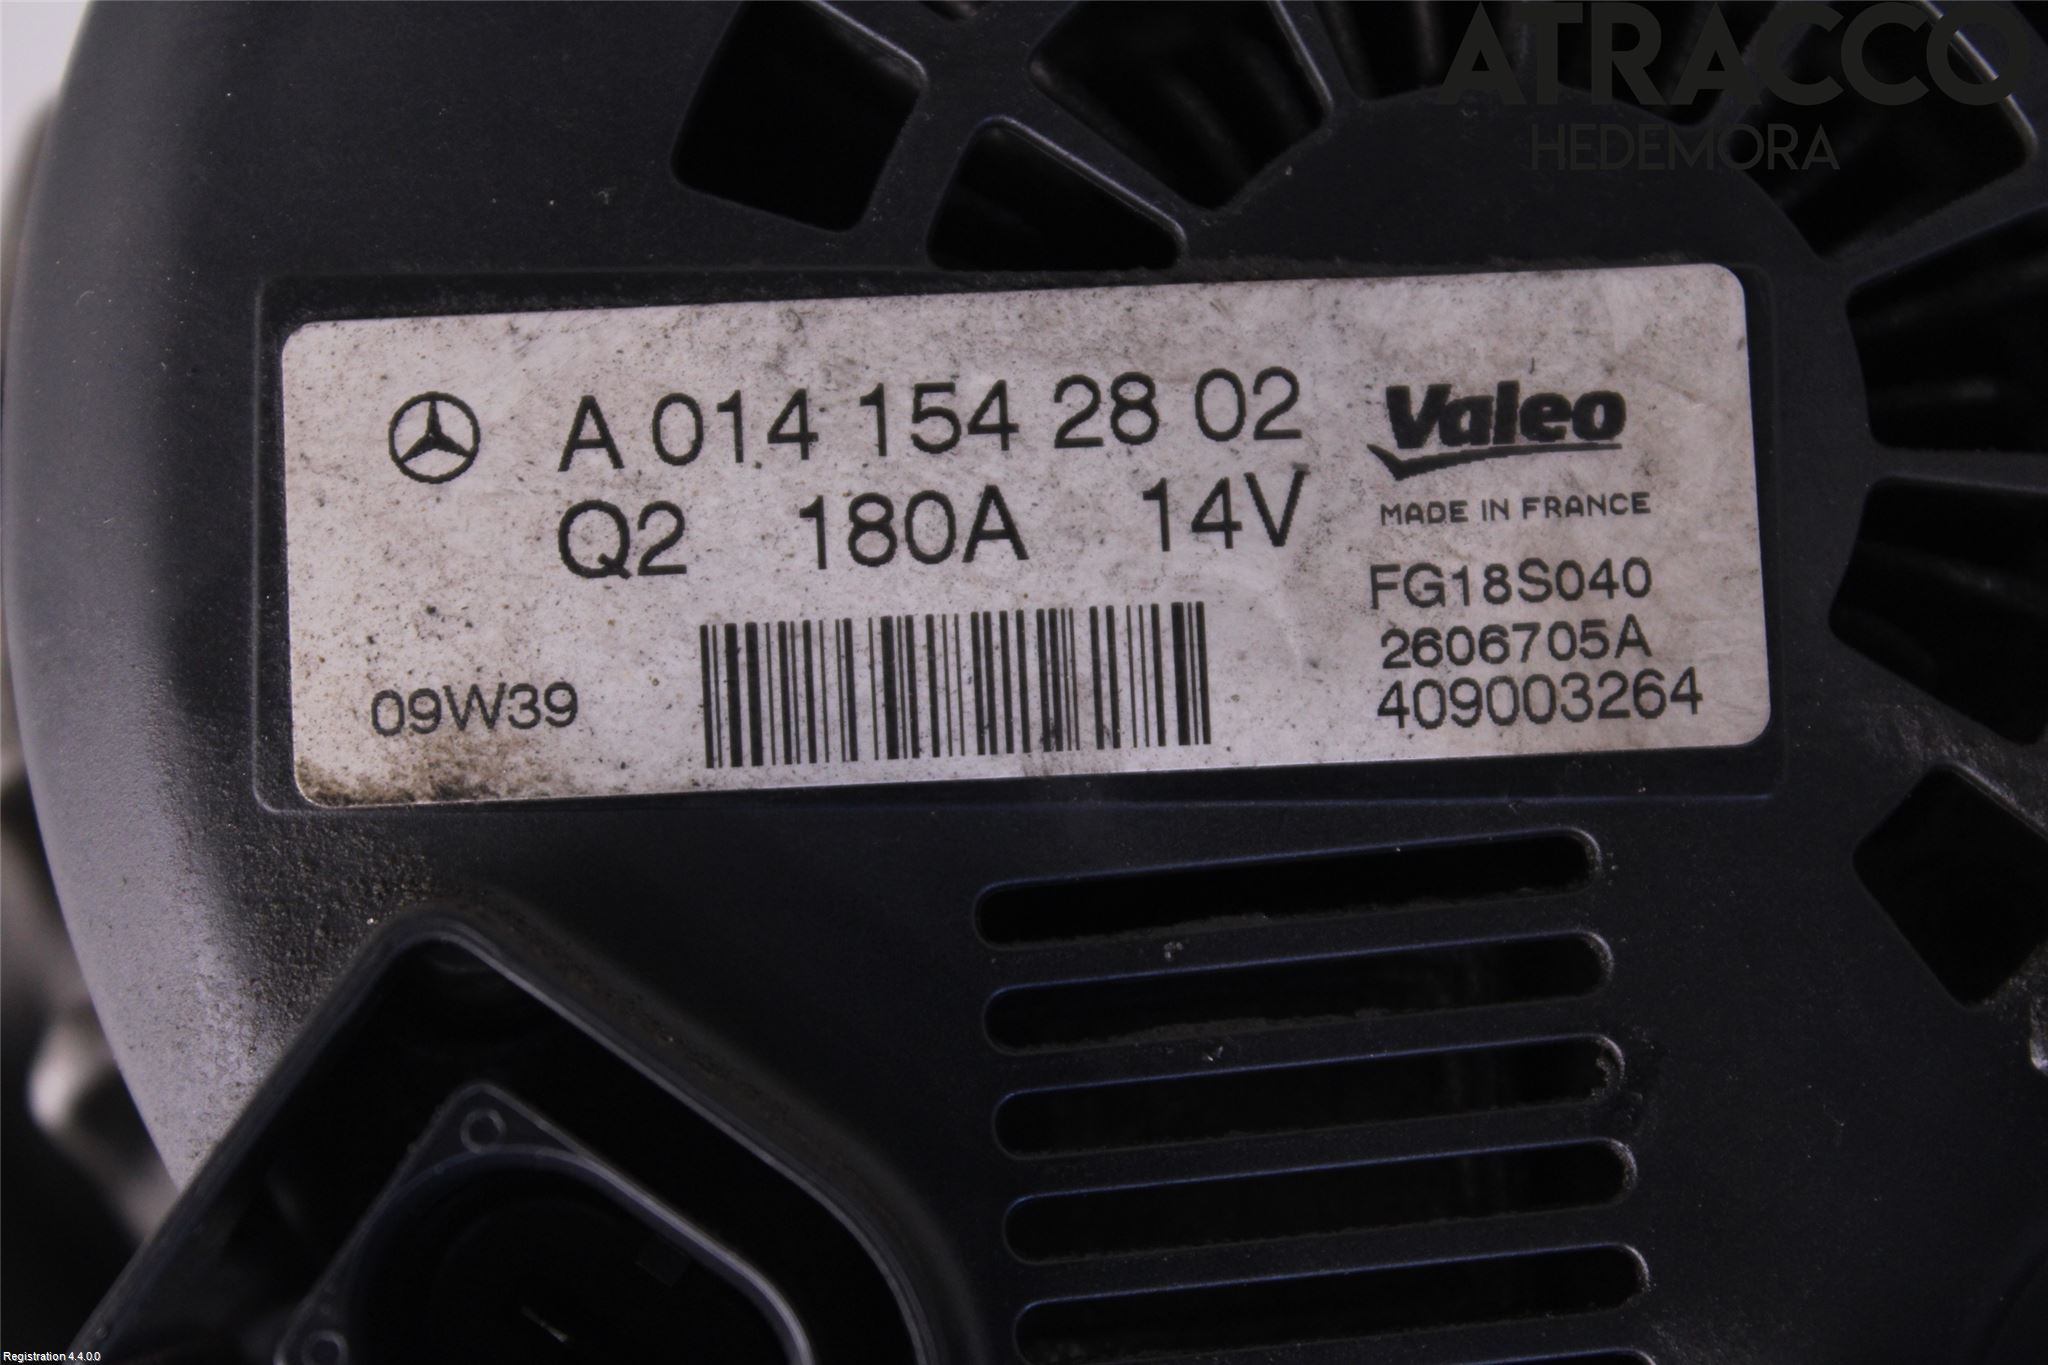 ATRACCO
HEDEMORA
A 014 154 28 02
Q2 180A 14V
09W39
Valeo
MADE IN FRANCE
FG18S040
2606705A
409003264
Registration 4.4.0.0